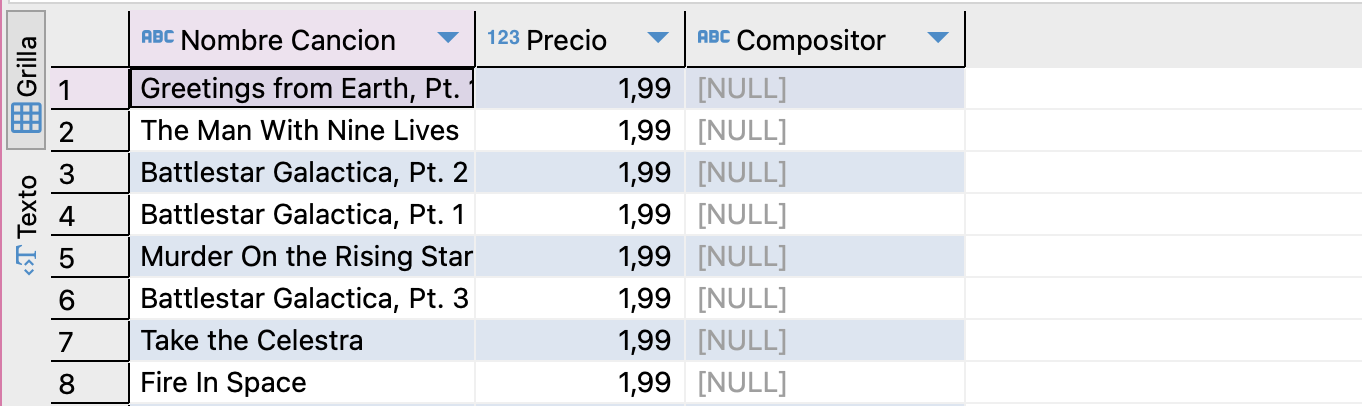 Grilla
Texto
ABC Nombre Cancion 123 Precio ABC Compositor
1 Greetings from Earth, Pt. 1,99 [NULL]
2 The Man With Nine Lives 1,99 [NULL]
3 Battlestar Galactica, Pt. 2 1,99 [NULL]
4 Battlestar Galactica, Pt. 1 1,99 [NULL]
5 Murder On the Rising Star 1,99 [NULL]
6 Battlestar Galactica, Pt. 3 1,99 [NULL]
7 Take the Celestra 1,99 [NULL]
8 Fire In Space 1,99 [NULL]